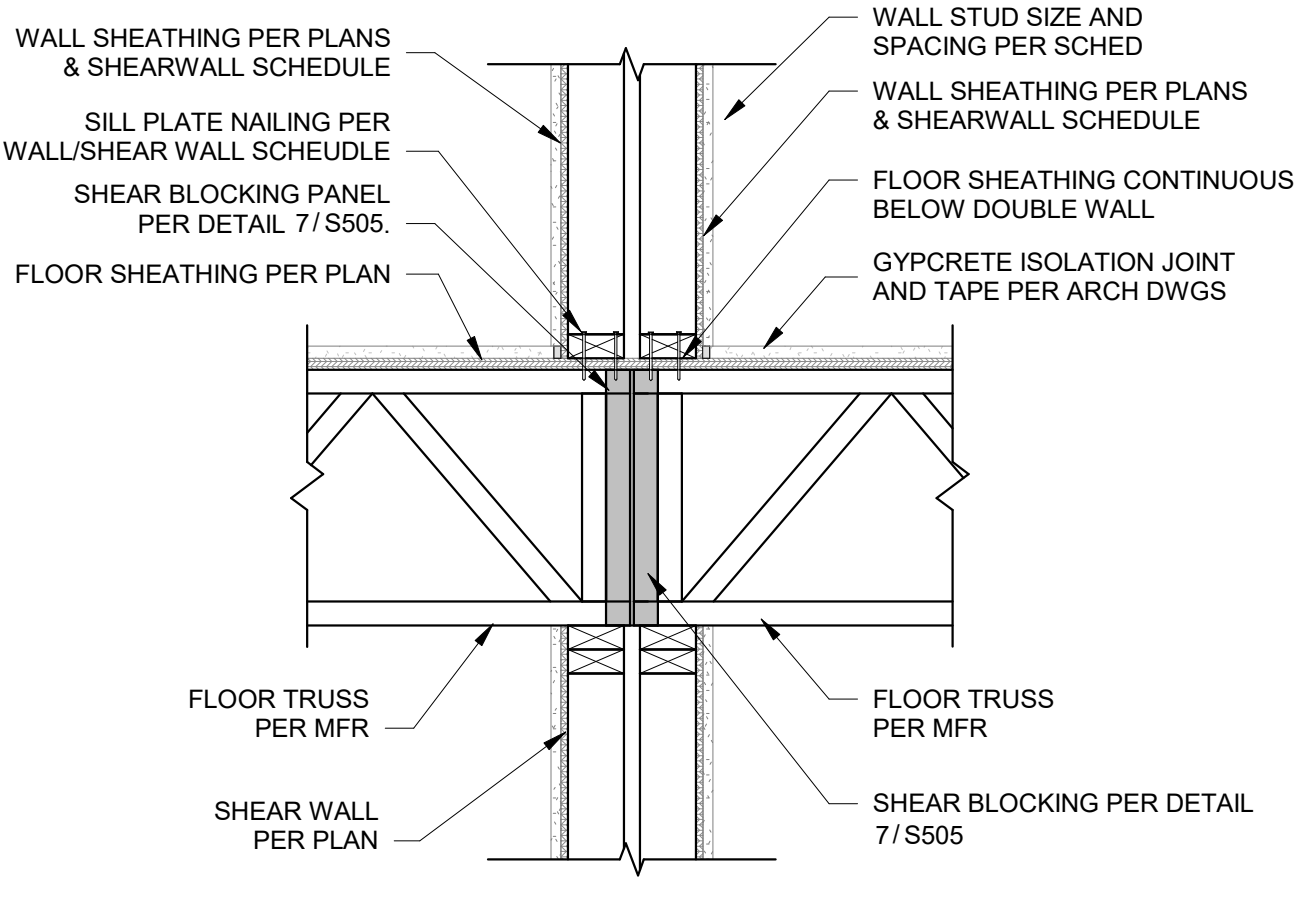 WALL SHEATHING PER PLANS
& SHEARWALL SCHEDULE
SILL PLATE NAILING PER
WALL/SHEAR WALL SCHEUDLE
SHEAR BLOCKING PANEL
PER DETAIL 7/S505.
FLOOR SHEATHING PER PLAN
FLOOR TRUSS
PER MFR
SHEAR WALL
PER PLAN
WALL STUD SIZE AND
SPACING PER SCHED
WALL SHEATHING PER PLANS
& SHEARWALL SCHEDULE
FLOOR SHEATHING CONTINUOUS
BELOW DOUBLE WALL
GYPCRETE ISOLATION JOINT
AND TAPE PER ARCH DWGS
FLOOR TRUSS
PER MFR
SHEAR BLOCKING PER DETAIL
7/S505